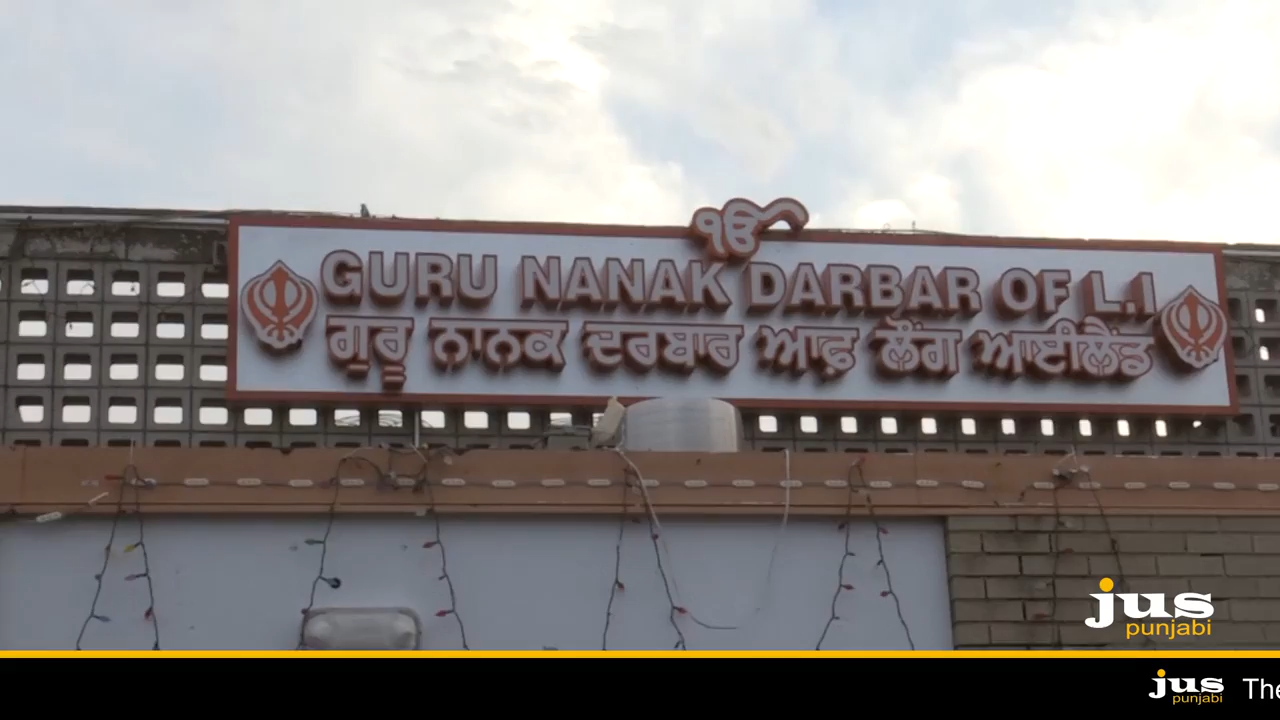 ੴ
GURU NANAK DARBAR OF L.I
ਗੁਰੂ ਨਾਨਕ ਦਰਬਾਰ ਆਫ਼ ਲੌਂਗ ਆਈਲੈਂਡ
jus
punjabi
jus
punjabi
The